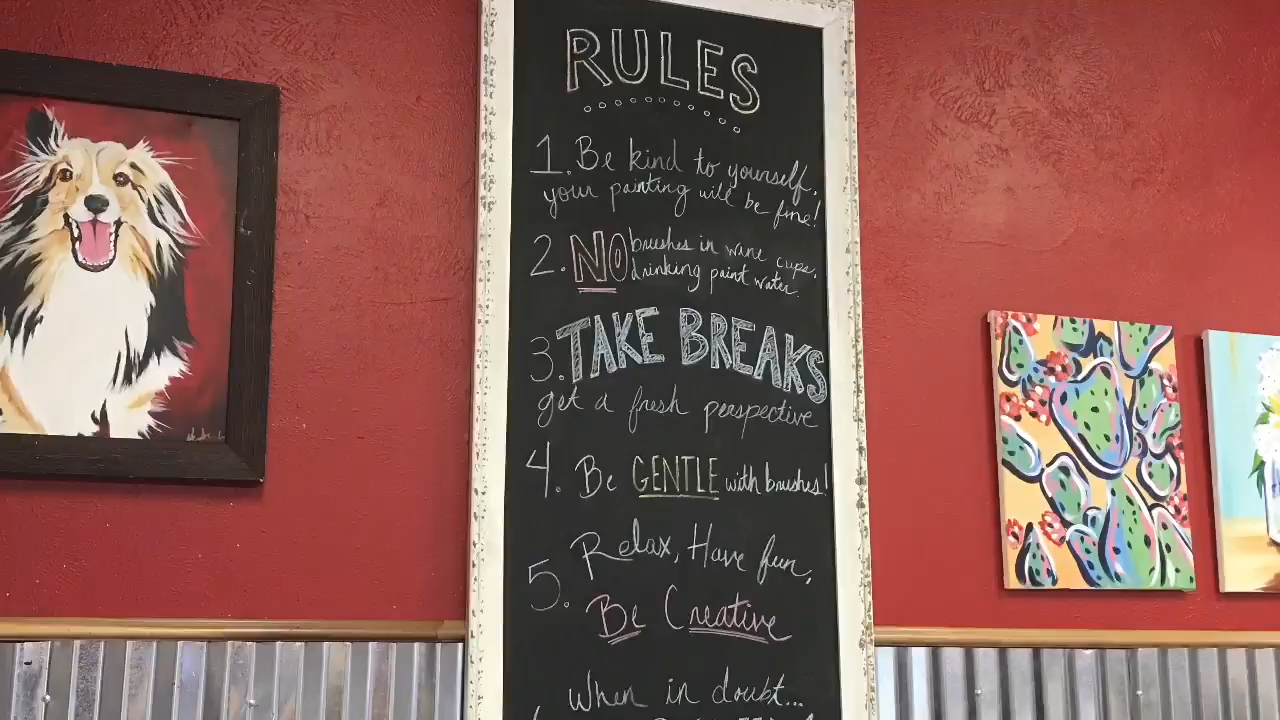 RULES
1. Be kind to yourself,
your painting will be fine!
2. NO brushes in wine cups,
drinking paint water.
3. TAKE BREAKS
get a fresh perspective
4. Be GENTLE with brushes!
5. Relax, Have fun,
Be Creative
When in doubt...